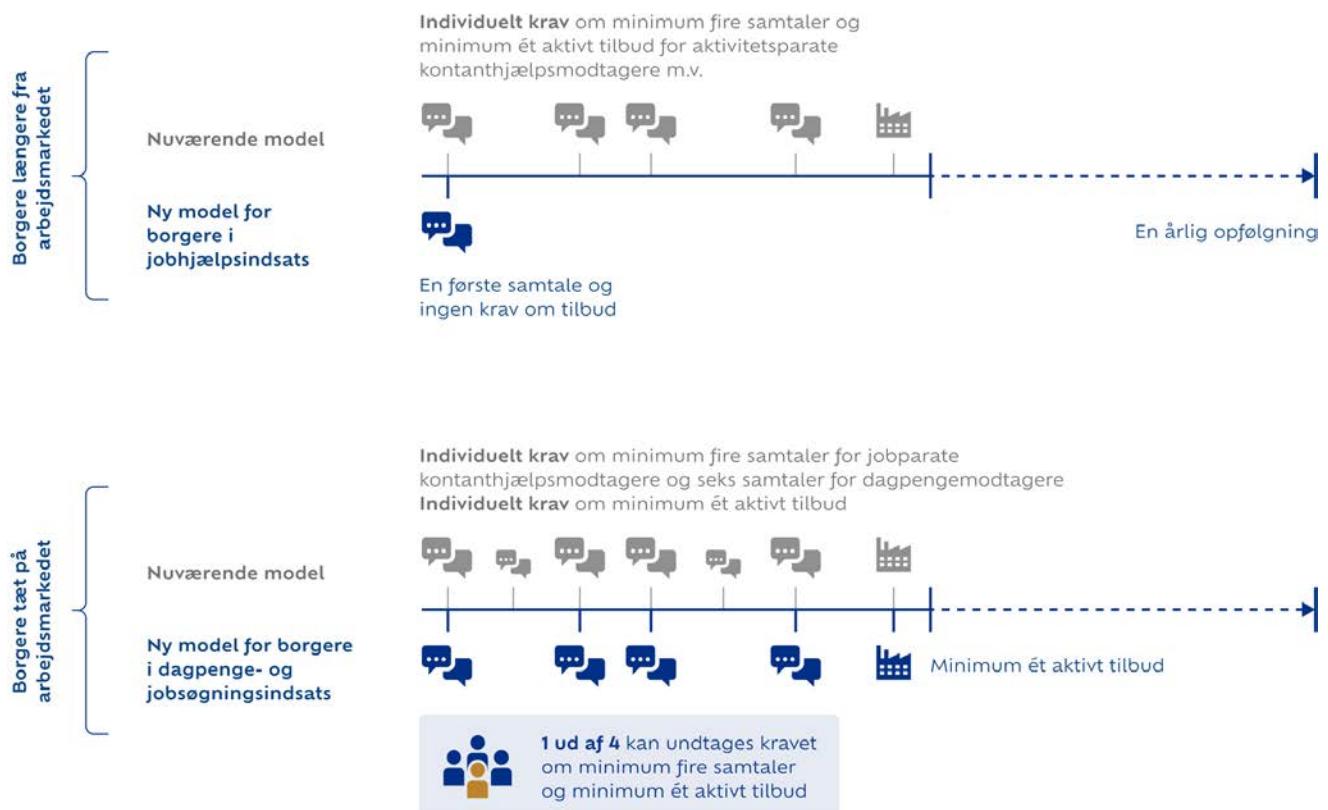 Borgere længere fra
arbejdsmarkedet
Individuelt krav om minimum fire samtaler og
minimum ét aktivt tilbud for aktivitetsparate
kontanthjælpsmodtagere m.v.
Nuværende model
Ny model for
borgere i
jobhjælpsindsats
En første samtale og
ingen krav om tilbud
En årlig opfølgning
Borgere tæt på
arbejdsmarkedet
Individuelt krav om minimum fire samtaler for jobparate
kontanthjælpsmodtagere og seks samtaler for dagpengemodtagere
Individuelt krav om minimum ét aktivt tilbud
Nuværende model
Ny model for borgere
i dagpenge- og
jobsøgningsindsats
Minimum ét aktivt tilbud
1 ud af 4 kan undtages kravet
om minimum fire samtaler
og minimum ét aktivt tilbud